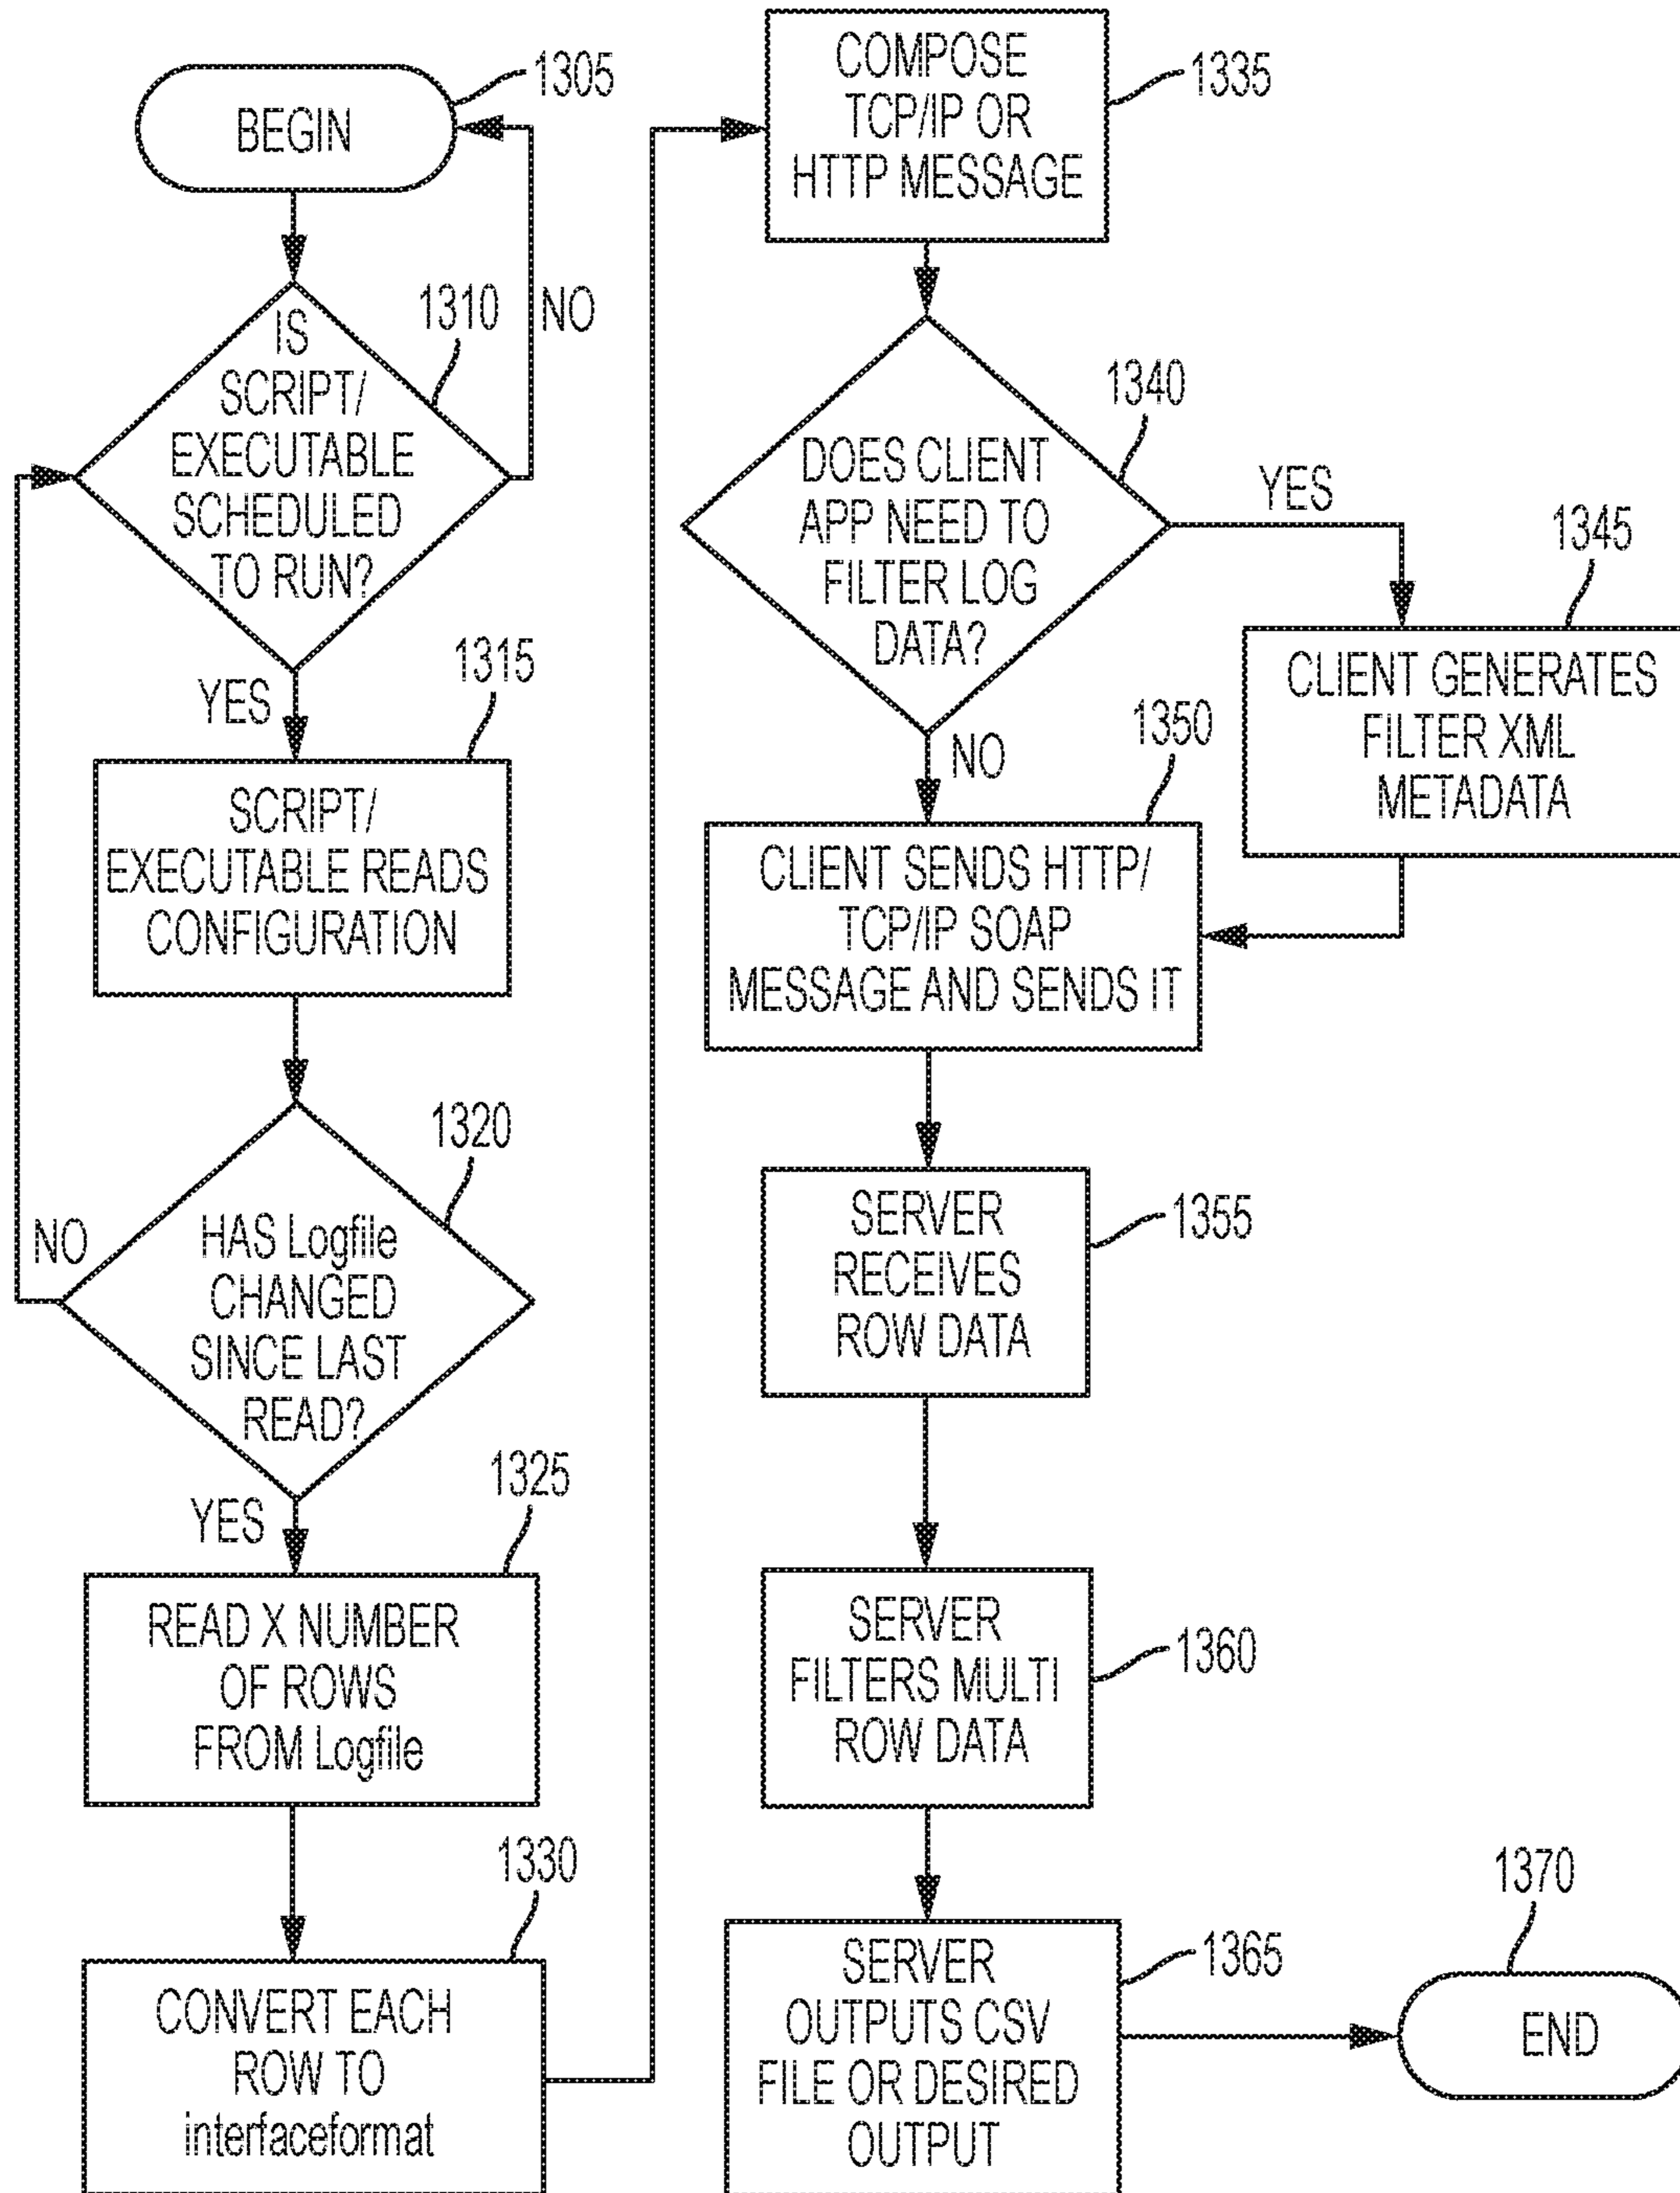 BEGIN
1305
IS
SCRIPT/
EXECUTABLE
SCHEDULED
TO RUN?
1310
NO
YES
1315
SCRIPT/
EXECUTABLE READS
CONFIGURATION
1320
HAS Logfile
CHANGED
SINCE LAST
READ?
NO
YES
1325
READ X NUMBER
OF ROWS
FROM Logfile
1330
CONVERT EACH
ROW TO
interfaceformat
COMPOSE
TCP/IP OR
HTTP MESSAGE
1335
1340
DOES CLIENT
APP NEED TO
FILTER LOG
DATA?
YES
1345
CLIENT GENERATES
FILTER XML
METADATA
NO
1350
CLIENT SENDS HTTP/
TCP/IP SOAP
MESSAGE AND SENDS IT
SERVER
RECEIVES
ROW DATA
1355
SERVER
FILTERS MULTI
ROW DATA
1360
SERVER
OUTPUTS CSV
FILE OR DESIRED
OUTPUT
1365
1370
END